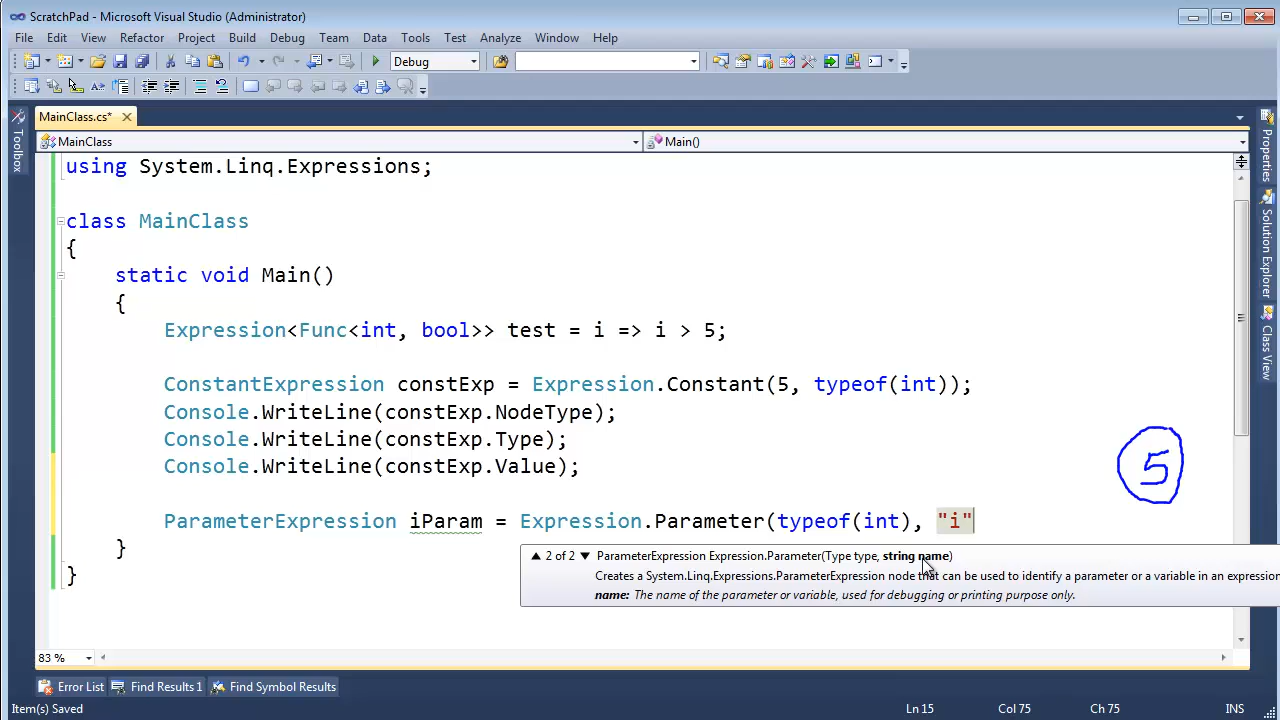 ScratchPad - Microsoft Visual Studio (Administrator)
File Edit View Refactor Project Build Debug Team Data Tools Test Analyze Window Help
Debug
MainClass.cs*
MainClass Main()
Toolbox
Properties
Solution Explorer
Class View
using System.Linq.Expressions;
class MainClass
{
static void Main()
{
Expression<Func<int, bool>> test = i => i > 5;
ConstantExpression constExp = Expression.Constant(5, typeof(int));
Console.WriteLine(constExp.NodeType);
Console.WriteLine(constExp.Type);
Console.WriteLine(constExp.Value);
5
ParameterExpression iParam = Expression.Parameter(typeof(int), "i"
}
2 of 2 ParameterExpression Expression.Parameter(Type type, string name)
}
Creates a System.Linq.Expressions.ParameterExpression node that can be used to identify a parameter or a variable in an expression
name: The name of the parameter or variable, used for debugging or printing purpose only.
83 %
Error List Find Results 1 Find Symbol Results
Item(s) Saved Ln 15 Col 75 Ch 75 INS